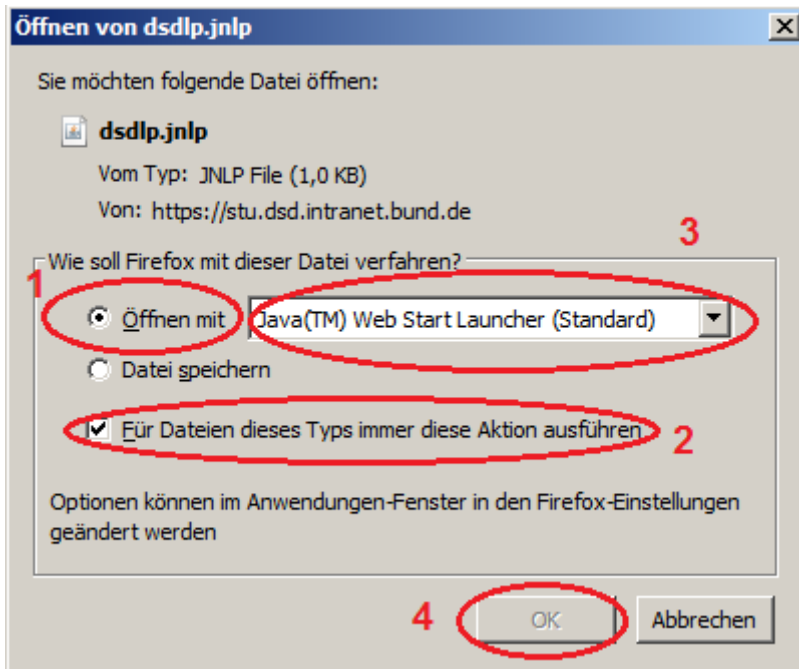 Öffnen von dsdlp.jnlp
Sie möchten folgende Datei öffnen:
dsdlp.jnlp
Vom Typ: JNLP File (1,0 KB)
Von: https://stu.dsd.intranet.bund.de
3
Wie soll Firefox mit dieser Datei verfahren?
1
Öffnen mit Java(TM) Web Start Launcher (Standard)
Datei speichern
Für Dateien dieses Typs immer diese Aktion ausführen 2
Optionen können im Anwendungen-Fenster in den Firefox-Einstellungen
geändert werden
4 OK Abbrechen